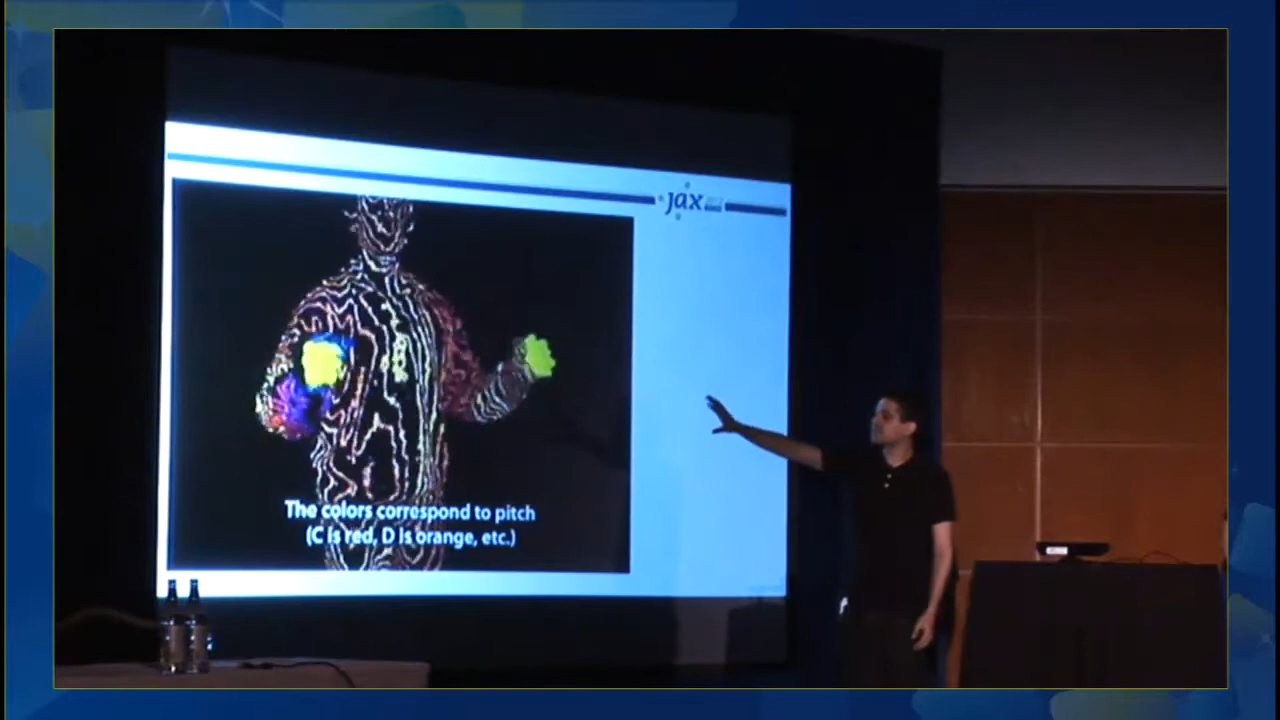 jax
The colors correspond to pitch
(C is red, D is orange, etc.)